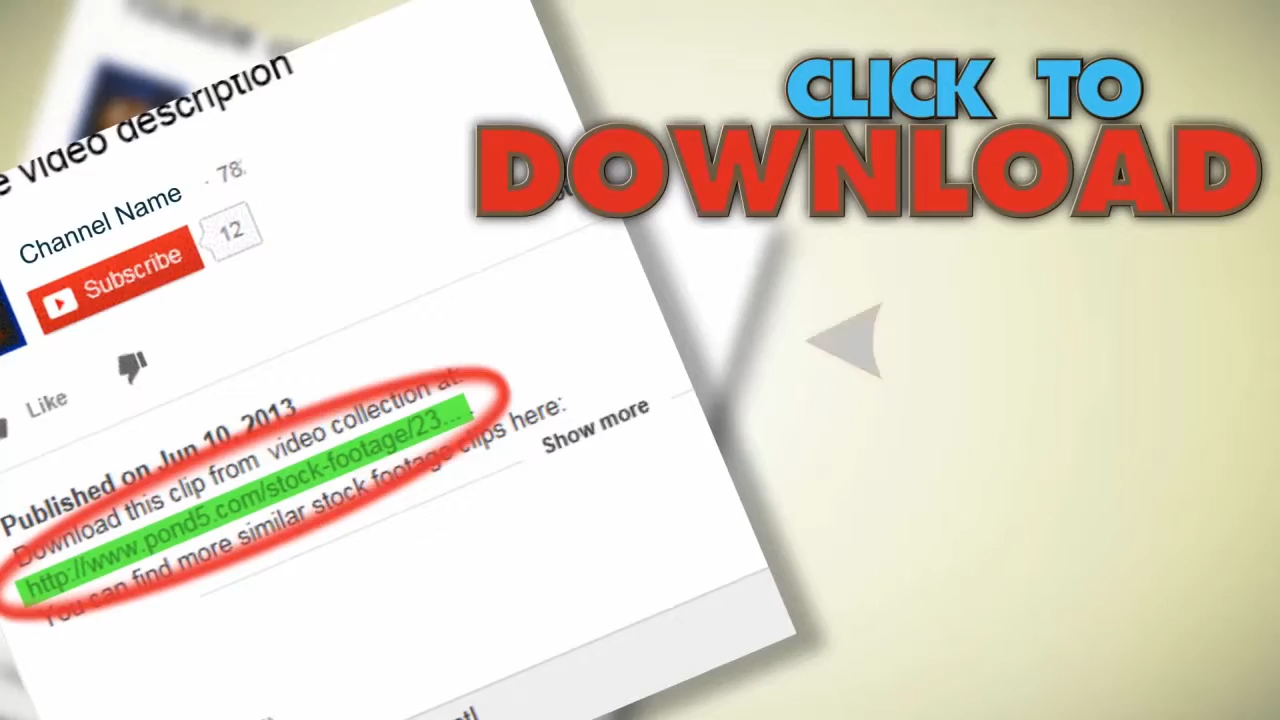 CLICK TO
DOWNLOAD
video description
Channel Name
78
Subscribe
12
Like
Published on Jun 10, 2013
Download this clip from video collection at:
http://www.pond5.com/stock-footage/23...
You can find more similar stock footage clips here:
Show more